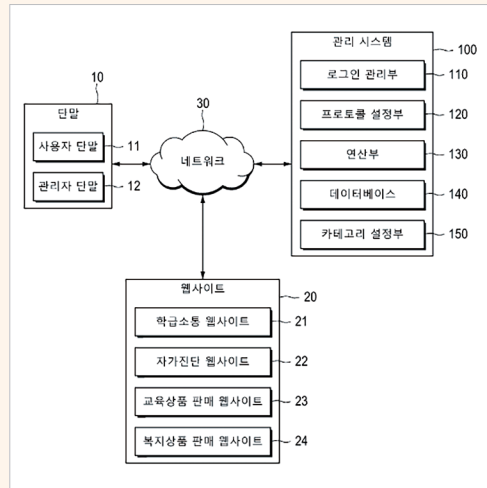 관리 시스템
100
로그인 관리부
110
프로토콜 설정부
120
연산부
130
데이터베이스
140
카테고리 설정부
150
10
단말
사용자 단말
11
관리자 단말
12
30
네트워크
웹사이트
20
학급소통 웹사이트
21
자가진단 웹사이트
22
교육상품 판매 웹사이트
23
복지상품 판매 웹사이트
24